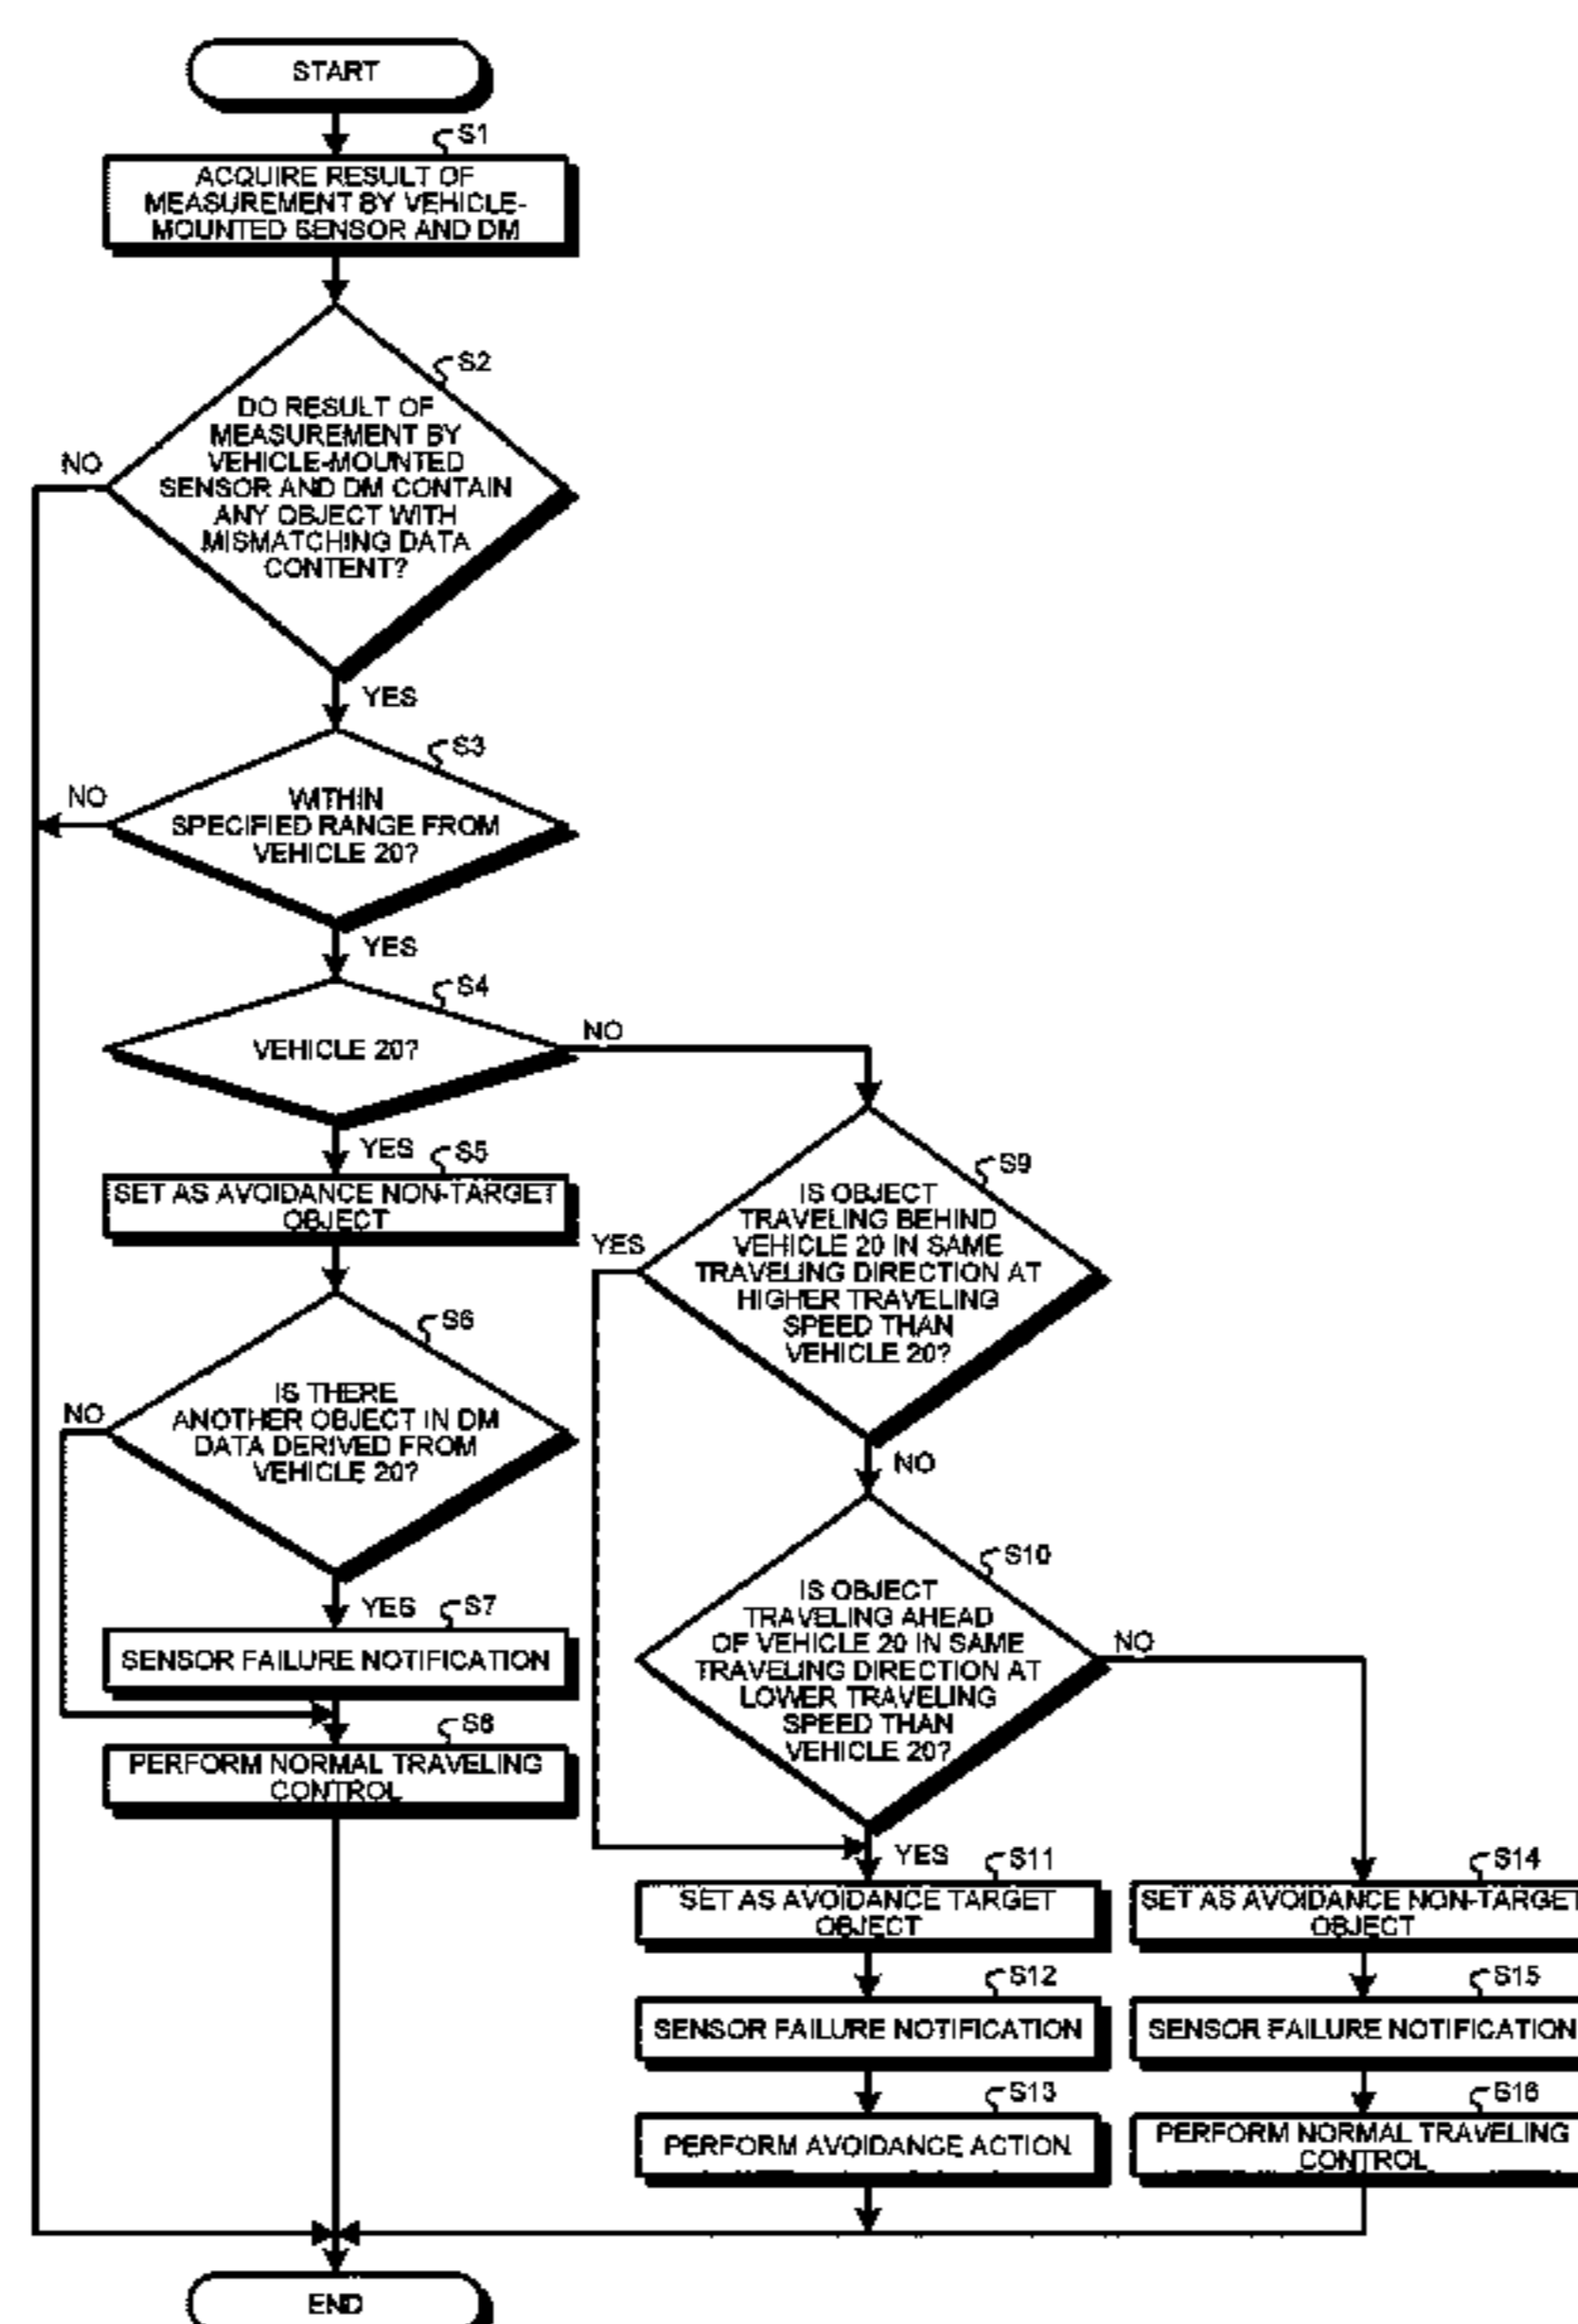 START
S1
ACQUIRE RESULT OF
MEASUREMENT BY VEHICLE-
MOUNTED SENSOR AND DM
S2
DO RESULT OF
MEASUREMENT BY
VEHICLE-MOUNTED
SENSOR AND DM CONTAIN
ANY OBJECT WITH
MISMATCHING DATA
CONTENT?
NO
YES
S3
WITHIN
SPECIFIED RANGE FROM
VEHICLE 20?
NO
YES
S4
VEHICLE 20?
NO
YES
S5
SET AS AVOIDANCE NON-TARGET
OBJECT
S6
IS THERE
ANOTHER OBJECT IN DM
DATA DERIVED FROM
VEHICLE 20?
NO
YES
S7
SENSOR FAILURE NOTIFICATION
S8
PERFORM NORMAL TRAVELING
CONTROL
S9
IS OBJECT
TRAVELING BEHIND
VEHICLE 20 IN SAME
TRAVELING DIRECTION AT
HIGHER TRAVELING
SPEED THAN
VEHICLE 20?
YES
NO
S10
IS OBJECT
TRAVELING AHEAD
OF VEHICLE 20 IN SAME
TRAVELING DIRECTION AT
LOWER TRAVELING
SPEED THAN
VEHICLE 20?
NO
YES
S11
SET AS AVOIDANCE TARGET
OBJECT
S12
SENSOR FAILURE NOTIFICATION
S13
PERFORM AVOIDANCE ACTION
S14
SET AS AVOIDANCE NON-TARGET
OBJECT
S15
SENSOR FAILURE NOTIFICATION
S16
PERFORM NORMAL TRAVELING
CONTROL
END